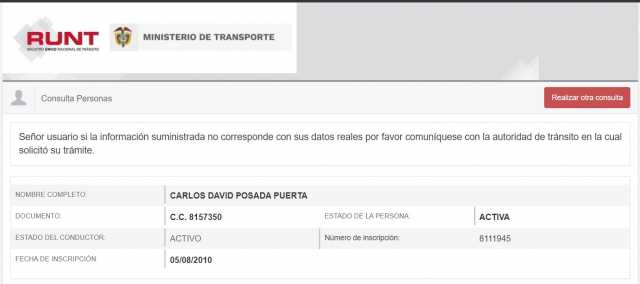 RUNT
REGISTRO ÚNICO NACIONAL DE TRÁNSITO
MINISTERIO DE TRANSPORTE
Consulta Personas
Realizar otra consulta
Señor usuario si la información suministrada no corresponde con sus datos reales por favor comuníquese con la autoridad de tránsito en la cual
solicitó su trámite.
NOMBRE COMPLETO: CARLOS DAVID POSADA PUERTA
DOCUMENTO: C.C. 8157350 ESTADO DE LA PERSONA: ACTIVA
ESTADO DEL CONDUCTOR: ACTIVO Número de inscripción: 6111945
FECHA DE INSCRIPCIÓN 05/08/2010